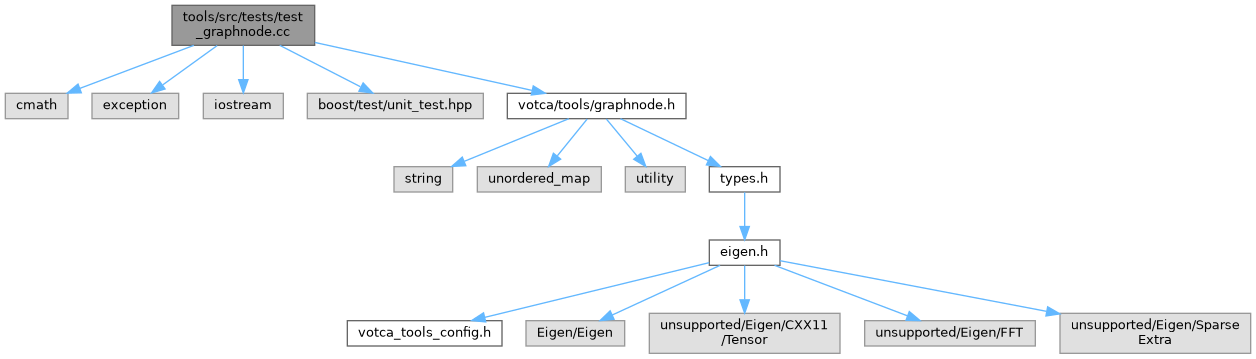 tools/src/tests/test
_graphnode.cc
cmath
exception
iostream
boost/test/unit_test.hpp
votca/tools/graphnode.h
string
unordered_map
utility
types.h
eigen.h
votca_tools_config.h
Eigen/Eigen
unsupported/Eigen/CXX11
/Tensor
unsupported/Eigen/FFT
unsupported/Eigen/Sparse
Extra